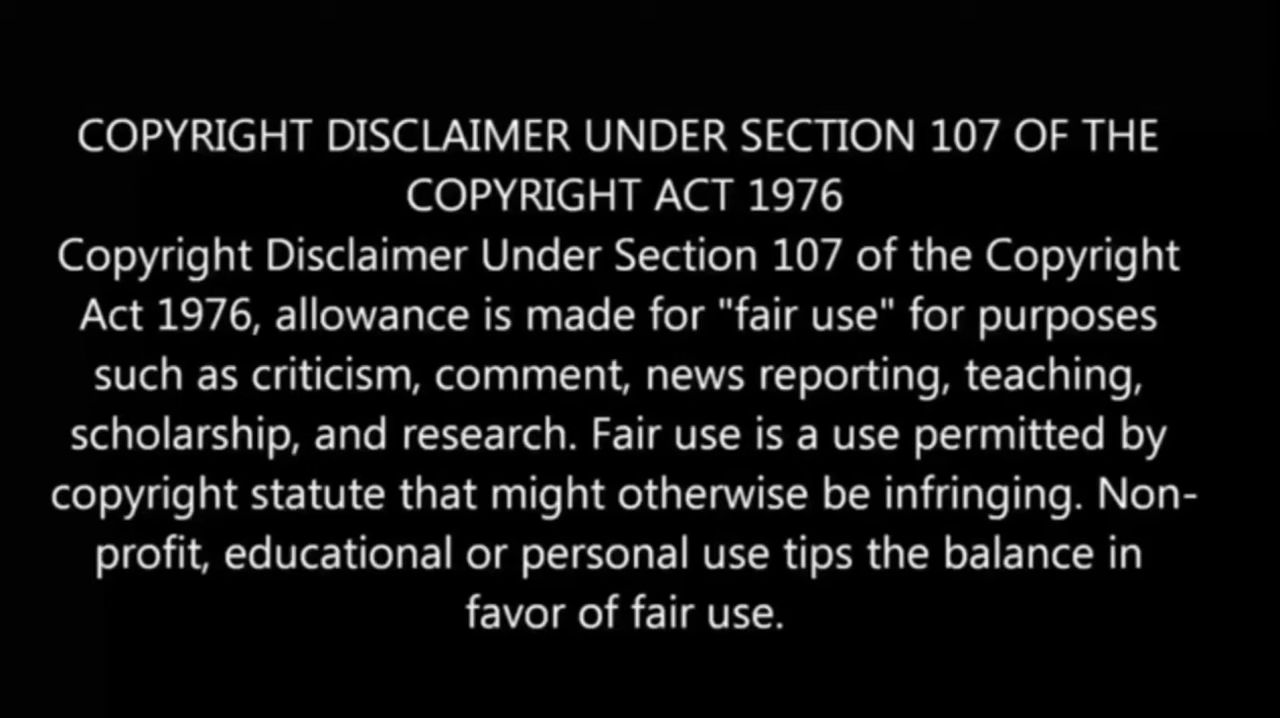 COPYRIGHT DISCLAIMER UNDER SECTION 107 OF THE
COPYRIGHT ACT 1976
Copyright Disclaimer Under Section 107 of the Copyright
Act 1976, allowance is made for "fair use" for purposes
such as criticism, comment, news reporting, teaching,
scholarship, and research. Fair use is a use permitted by
copyright statute that might otherwise be infringing. Non-
profit, educational or personal use tips the balance in
favor of fair use.